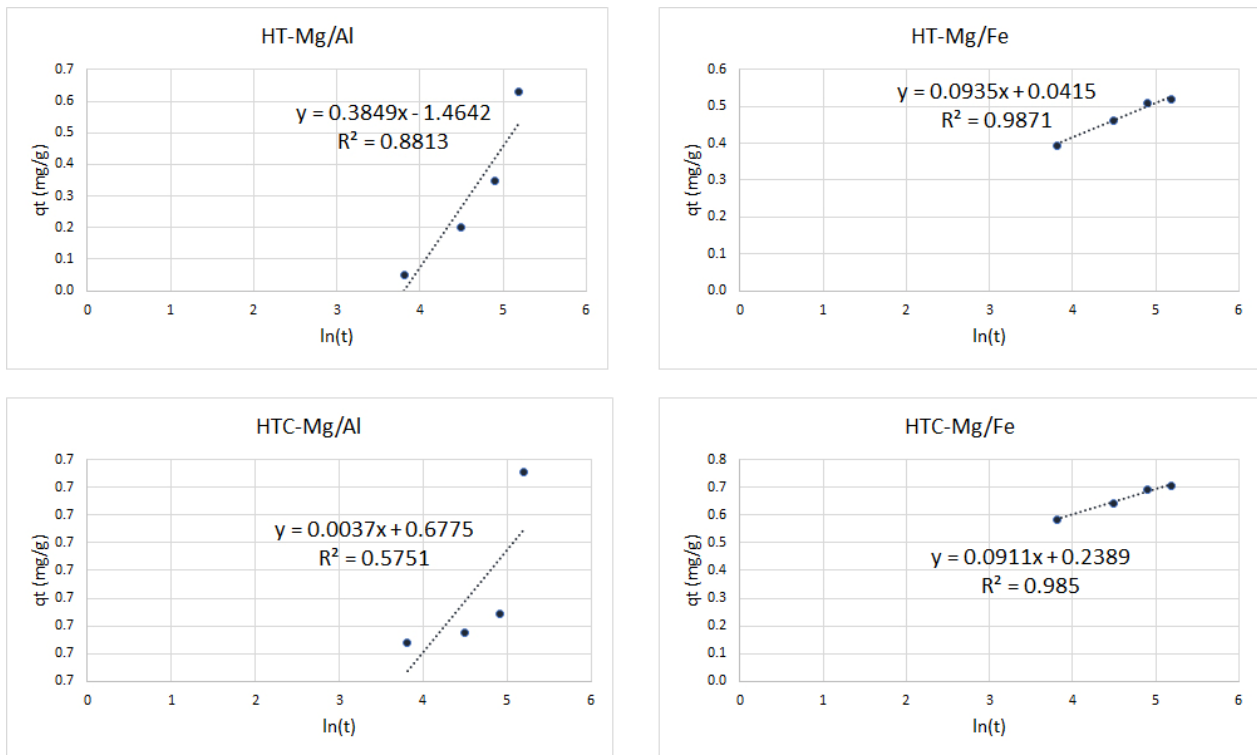 HT-Mg/Al
0.7
0.6
0.5
0.4
0.3
0.2
0.1
0.0
qt (mg/g)
y = 0.3849x - 1.4642
R² = 0.8813
0 1 2 3 4 5 6
ln(t)
HT-Mg/Fe
0.6
0.5
0.4
0.3
0.2
0.1
0.0
qt (mg/g)
y = 0.0935x + 0.0415
R² = 0.9871
0 1 2 3 4 5 6
ln(t)
HTC-Mg/Al
0.7
0.7
0.7
0.7
0.7
0.7
0.7
0.7
0.7
qt (mg/g)
y = 0.0037x + 0.6775
R² = 0.5751
0 1 2 3 4 5 6
ln(t)
HTC-Mg/Fe
0.8
0.7
0.6
0.5
0.4
0.3
0.2
0.1
0.0
qt (mg/g)
y = 0.0911x + 0.2389
R² = 0.985
0 1 2 3 4 5 6
ln(t)